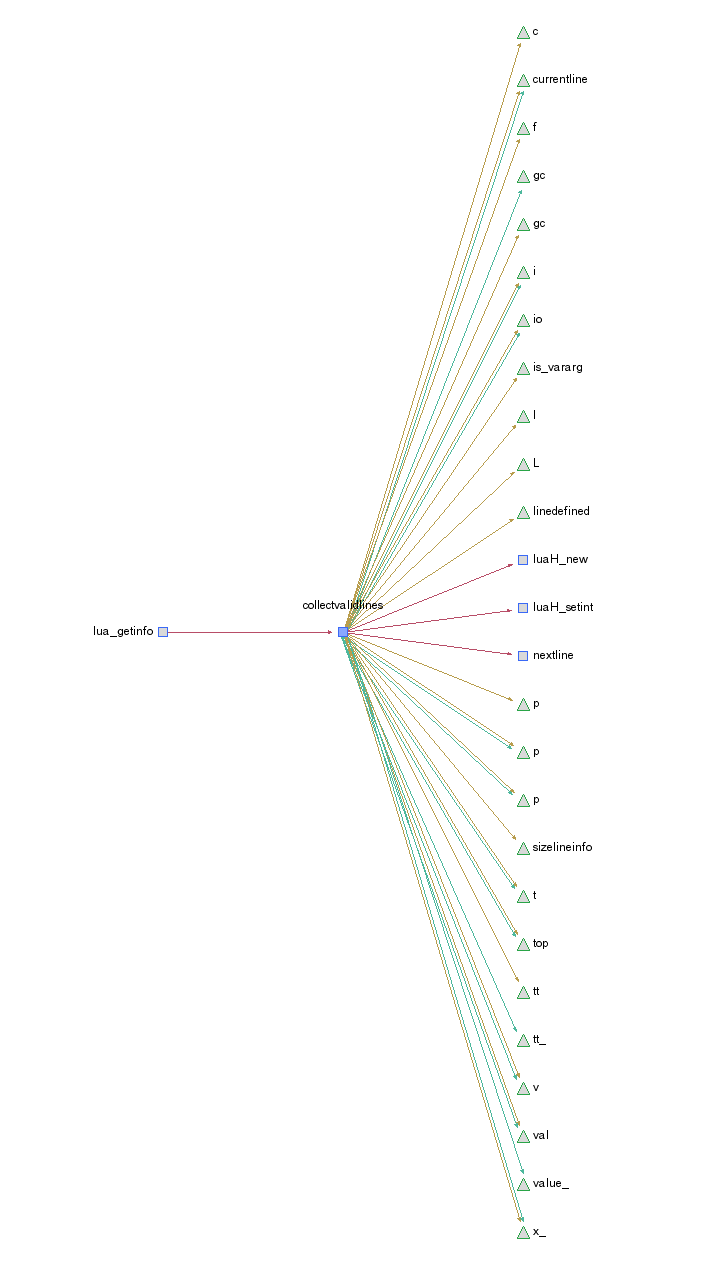 c
currentline
f
gc
gc
i
io
is_vararg
l
L
linedefined
luaH_new
collectvalidlines
luaH_setint
lua_getinfo
nextline
p
p
p
sizelineinfo
t
top
tt
tt_
v
val
value_
x_